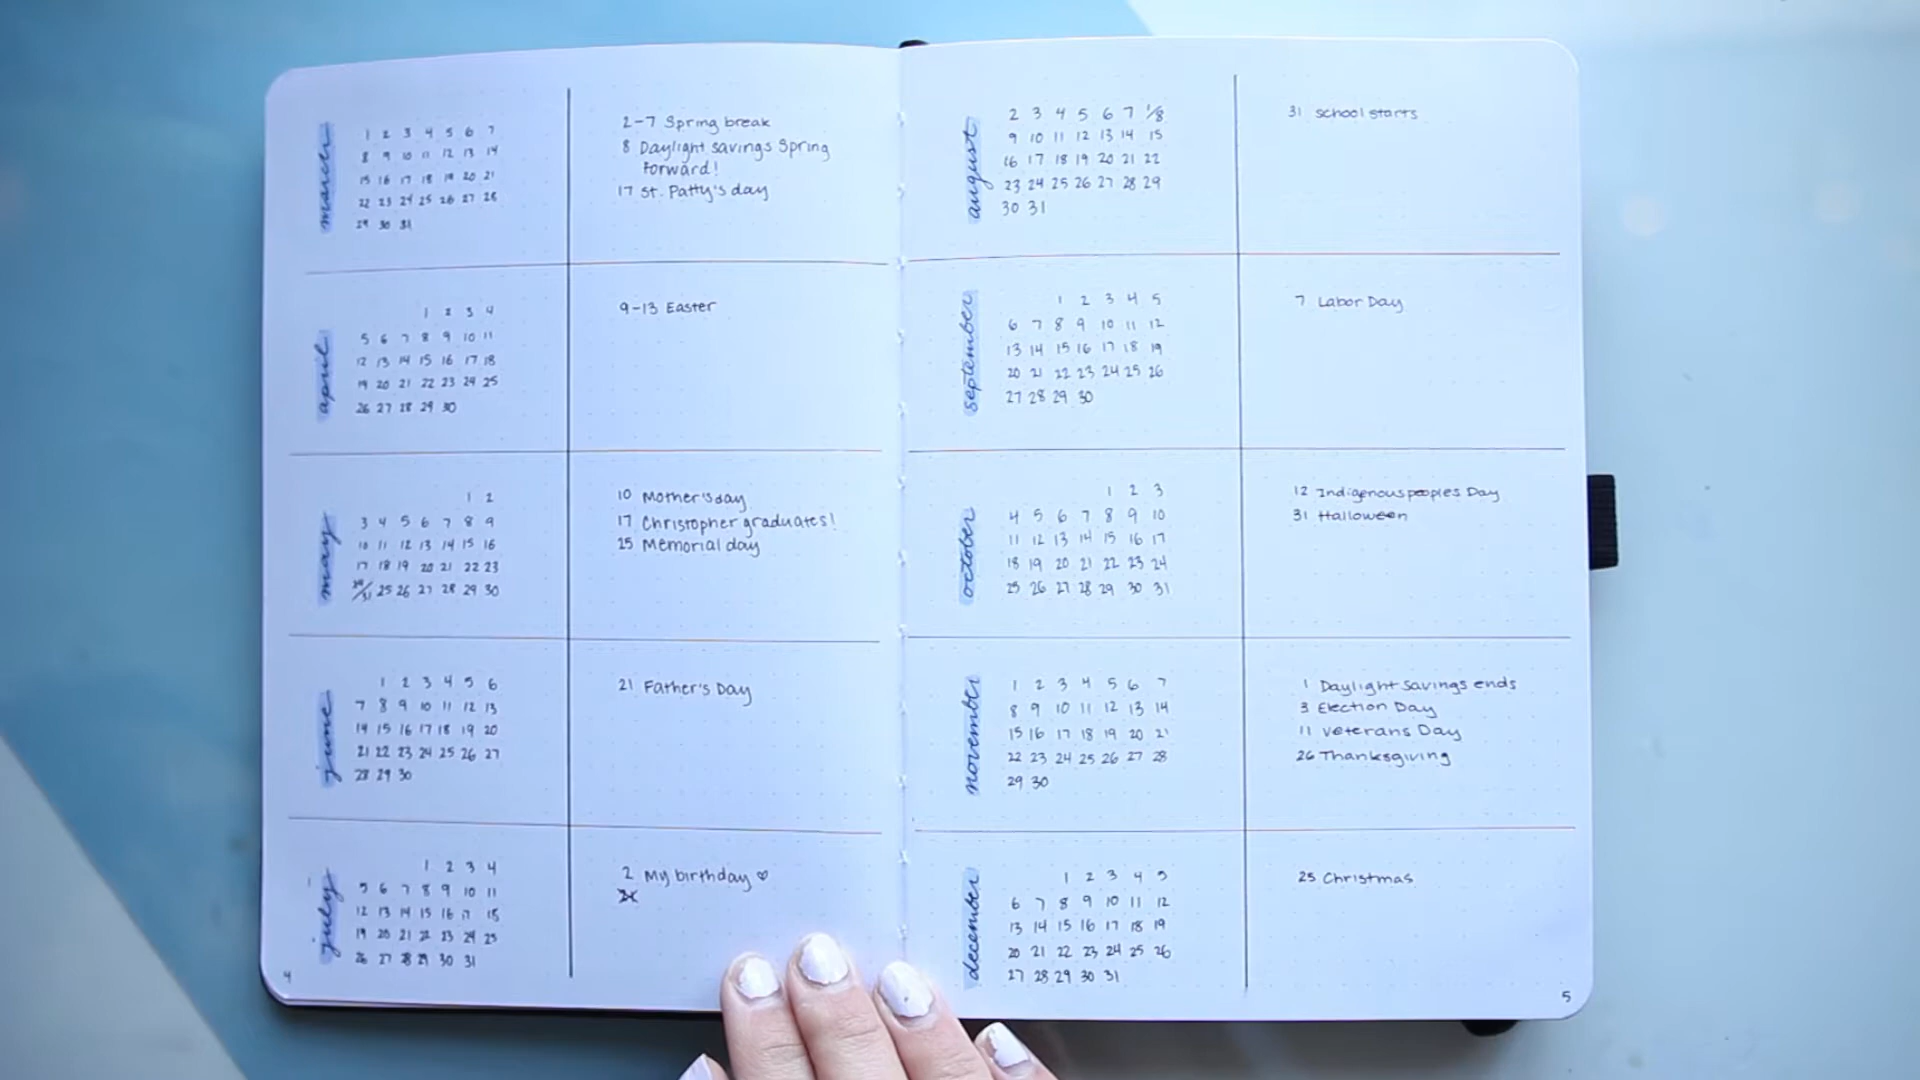 march
1 2 3 4 5 6 7
8 9 10 11 12 13 14
15 16 17 18 19 20 21
22 23 24 25 26 27 28
29 30 31
2-7 Spring break
8 Daylight savings Spring
forward!
17 St. Patty's day
april
1 2 3 4
5 6 7 8 9 10 11
12 13 14 15 16 17 18
19 20 21 22 23 24 25
26 27 28 29 30
9-13 Easter
may
1 2
3 4 5 6 7 8 9
10 11 12 13 14 15 16
17 18 19 20 21 22 23
24/31 25 26 27 28 29 30
10 Mother's day
17 Christopher graduates!
25 Memorial day
june
1 2 3 4 5 6
7 8 9 10 11 12 13
14 15 16 17 18 19 20
21 22 23 24 25 26 27
28 29 30
21 Father's Day
july
1 2 3 4
5 6 7 8 9 10 11
12 13 14 15 16 17 18
19 20 21 22 23 24 25
26 27 28 29 30 31
2 My birthday ♡
4
august
2 3 4 5 6 7 1/8
9 10 11 12 13 14 15
16 17 18 19 20 21 22
23 24 25 26 27 28 29
30 31
31 school starts
september
1 2 3 4 5
6 7 8 9 10 11 12
13 14 15 16 17 18 19
20 21 22 23 24 25 26
27 28 29 30
7 Labor Day
october
1 2 3
4 5 6 7 8 9 10
11 12 13 14 15 16 17
18 19 20 21 22 23 24
25 26 27 28 29 30 31
12 Indigenous peoples Day
31 Halloween
november
1 2 3 4 5 6 7
8 9 10 11 12 13 14
15 16 17 18 19 20 21
22 23 24 25 26 27 28
29 30
1 Daylight Savings ends
3 Election Day
11 Veterans Day
26 Thanksgiving
december
1 2 3 4 5
6 7 8 9 10 11 12
13 14 15 16 17 18 19
20 21 22 23 24 25 26
27 28 29 30 31
25 Christmas
5